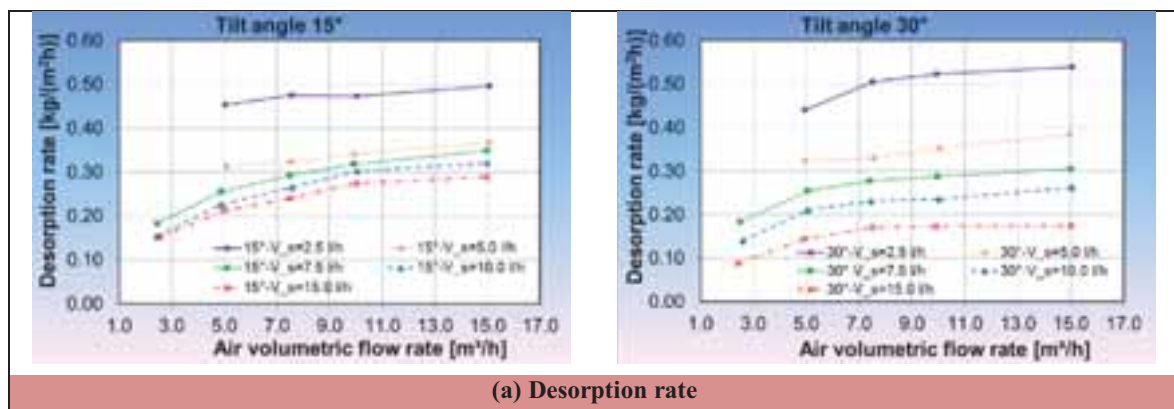 Tilt angle 15°
Desorption rate [kg/(m²h)]
0.60
0.50
0.40
0.30
0.20
0.10
0.00
15°-V_s=2.5 l/h
15°-V_s=5.0 l/h
15°-V_s=7.5 l/h
15°-V_s=10.0 l/h
15°-V_s=15.0 l/h
1.0 3.0 5.0 7.0 9.0 11.0 13.0 15.0 17.0
Air volumetric flow rate [m³/h]
Tilt angle 30°
Desorption rate [kg/(m²h)]
0.60
0.50
0.40
0.30
0.20
0.10
0.00
30°-V_s=2.5 l/h
30°-V_s=5.0 l/h
30° V_s=7.5 l/h
30°-V_s=10.0 l/h
30°-V_s=15.0 l/h
1.0 3.0 5.0 7.0 9.0 11.0 13.0 15.0 17.0
Air volumetric flow rate [m³/h]
(a) Desorption rate